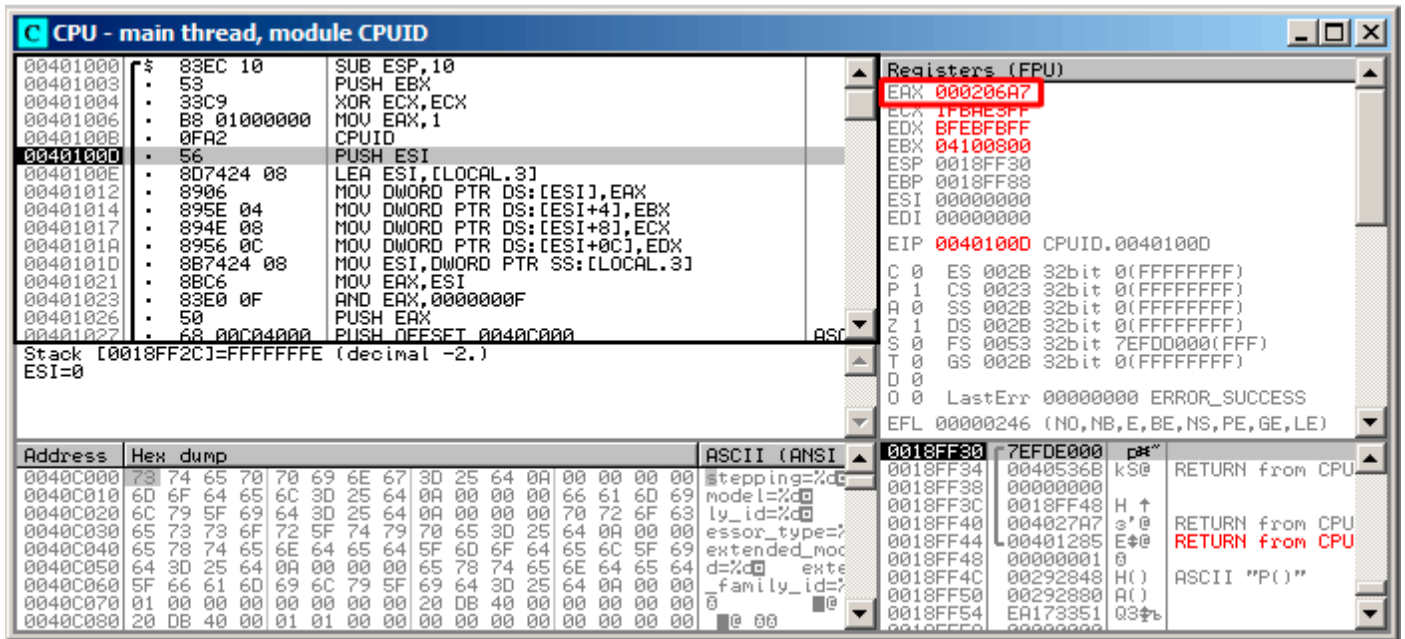 C CPU - main thread, module CPUID
00401000 $ 83EC 10 SUB ESP,10
00401003 . 53 PUSH EBX
00401004 . 33C9 XOR ECX,ECX
00401006 . B8 01000000 MOV EAX,1
0040100B . 0FA2 CPUID
0040100D . 56 PUSH ESI
0040100E . 8D7424 08 LEA ESI,[LOCAL.3]
00401012 . 8906 MOV DWORD PTR DS:[ESI],EAX
00401014 . 895E 04 MOV DWORD PTR DS:[ESI+4],EBX
00401017 . 894E 08 MOV DWORD PTR DS:[ESI+8],ECX
0040101A . 8956 0C MOV DWORD PTR DS:[ESI+0C],EDX
0040101D . 8B7424 08 MOV ESI,DWORD PTR SS:[LOCAL.3]
00401021 . 8BC6 MOV EAX,ESI
00401023 . 83E0 0F AND EAX,0000000F
00401026 . 50 PUSH EAX
00401027 . 68 00C04000 PUSH OFFSET 0040C000 ASC
Stack [0018FF2C]=FFFFFFFE (decimal -2.)
ESI=0
Registers (FPU)
EAX 000206A7
ECX 1FBAE3FF
EDX BFEBFBFF
EBX 04100800
ESP 0018FF30
EBP 0018FF88
ESI 00000000
EDI 00000000
EIP 0040100D CPUID.0040100D
C 0 ES 002B 32bit 0(FFFFFFFF)
P 1 CS 0023 32bit 0(FFFFFFFF)
A 0 SS 002B 32bit 0(FFFFFFFF)
Z 1 DS 002B 32bit 0(FFFFFFFF)
S 0 FS 0053 32bit 7EFDD000(FFF)
T 0 GS 002B 32bit 0(FFFFFFFF)
D 0
O 0 LastErr 00000000 ERROR_SUCCESS
EFL 00000246 (NO,NB,E,BE,NS,PE,GE,LE)
Address Hex dump ASCII (ANSI
0040C000 73 74 65 70 70 69 6E 67 3D 25 64 0A 00 00 00 00 stepping=%d
0040C010 6D 6F 64 65 6C 3D 25 64 0A 00 00 00 66 61 6D 69 model=%d
0040C020 6C 79 5F 69 64 3D 25 64 0A 00 00 00 70 72 6F 63 ly_id=%d
0040C030 65 73 73 6F 72 5F 74 79 70 65 3D 25 64 0A 00 00 essor_type=%
0040C040 65 78 74 65 6E 64 65 64 5F 6D 6F 64 65 6C 5F 69 extended_mod
0040C050 64 3D 25 64 0A 00 00 00 65 78 74 65 6E 64 65 64 d=%d exte
0040C060 5F 66 61 6D 69 6C 79 5F 69 64 3D 25 64 0A 00 00 _family_id=%
0040C070 01 00 00 00 00 00 00 00 20 DB 40 00 00 00 00 00
0040C080 20 DB 40 00 01 01 00 00 00 00 00 00 00 00 00 00
0018FF30 7EFDE000
0018FF34 0040536B kS@ RETURN from CPU
0018FF38 00000000
0018FF3C 0018FF48 H ↑
0018FF40 004027A7 RETURN from CPU
0018FF44 00401285 RETURN from CPU
0018FF48 00000001
0018FF4C 00292848 H() ASCII "P()"
0018FF50 00292880 A()
0018FF54 EA173351